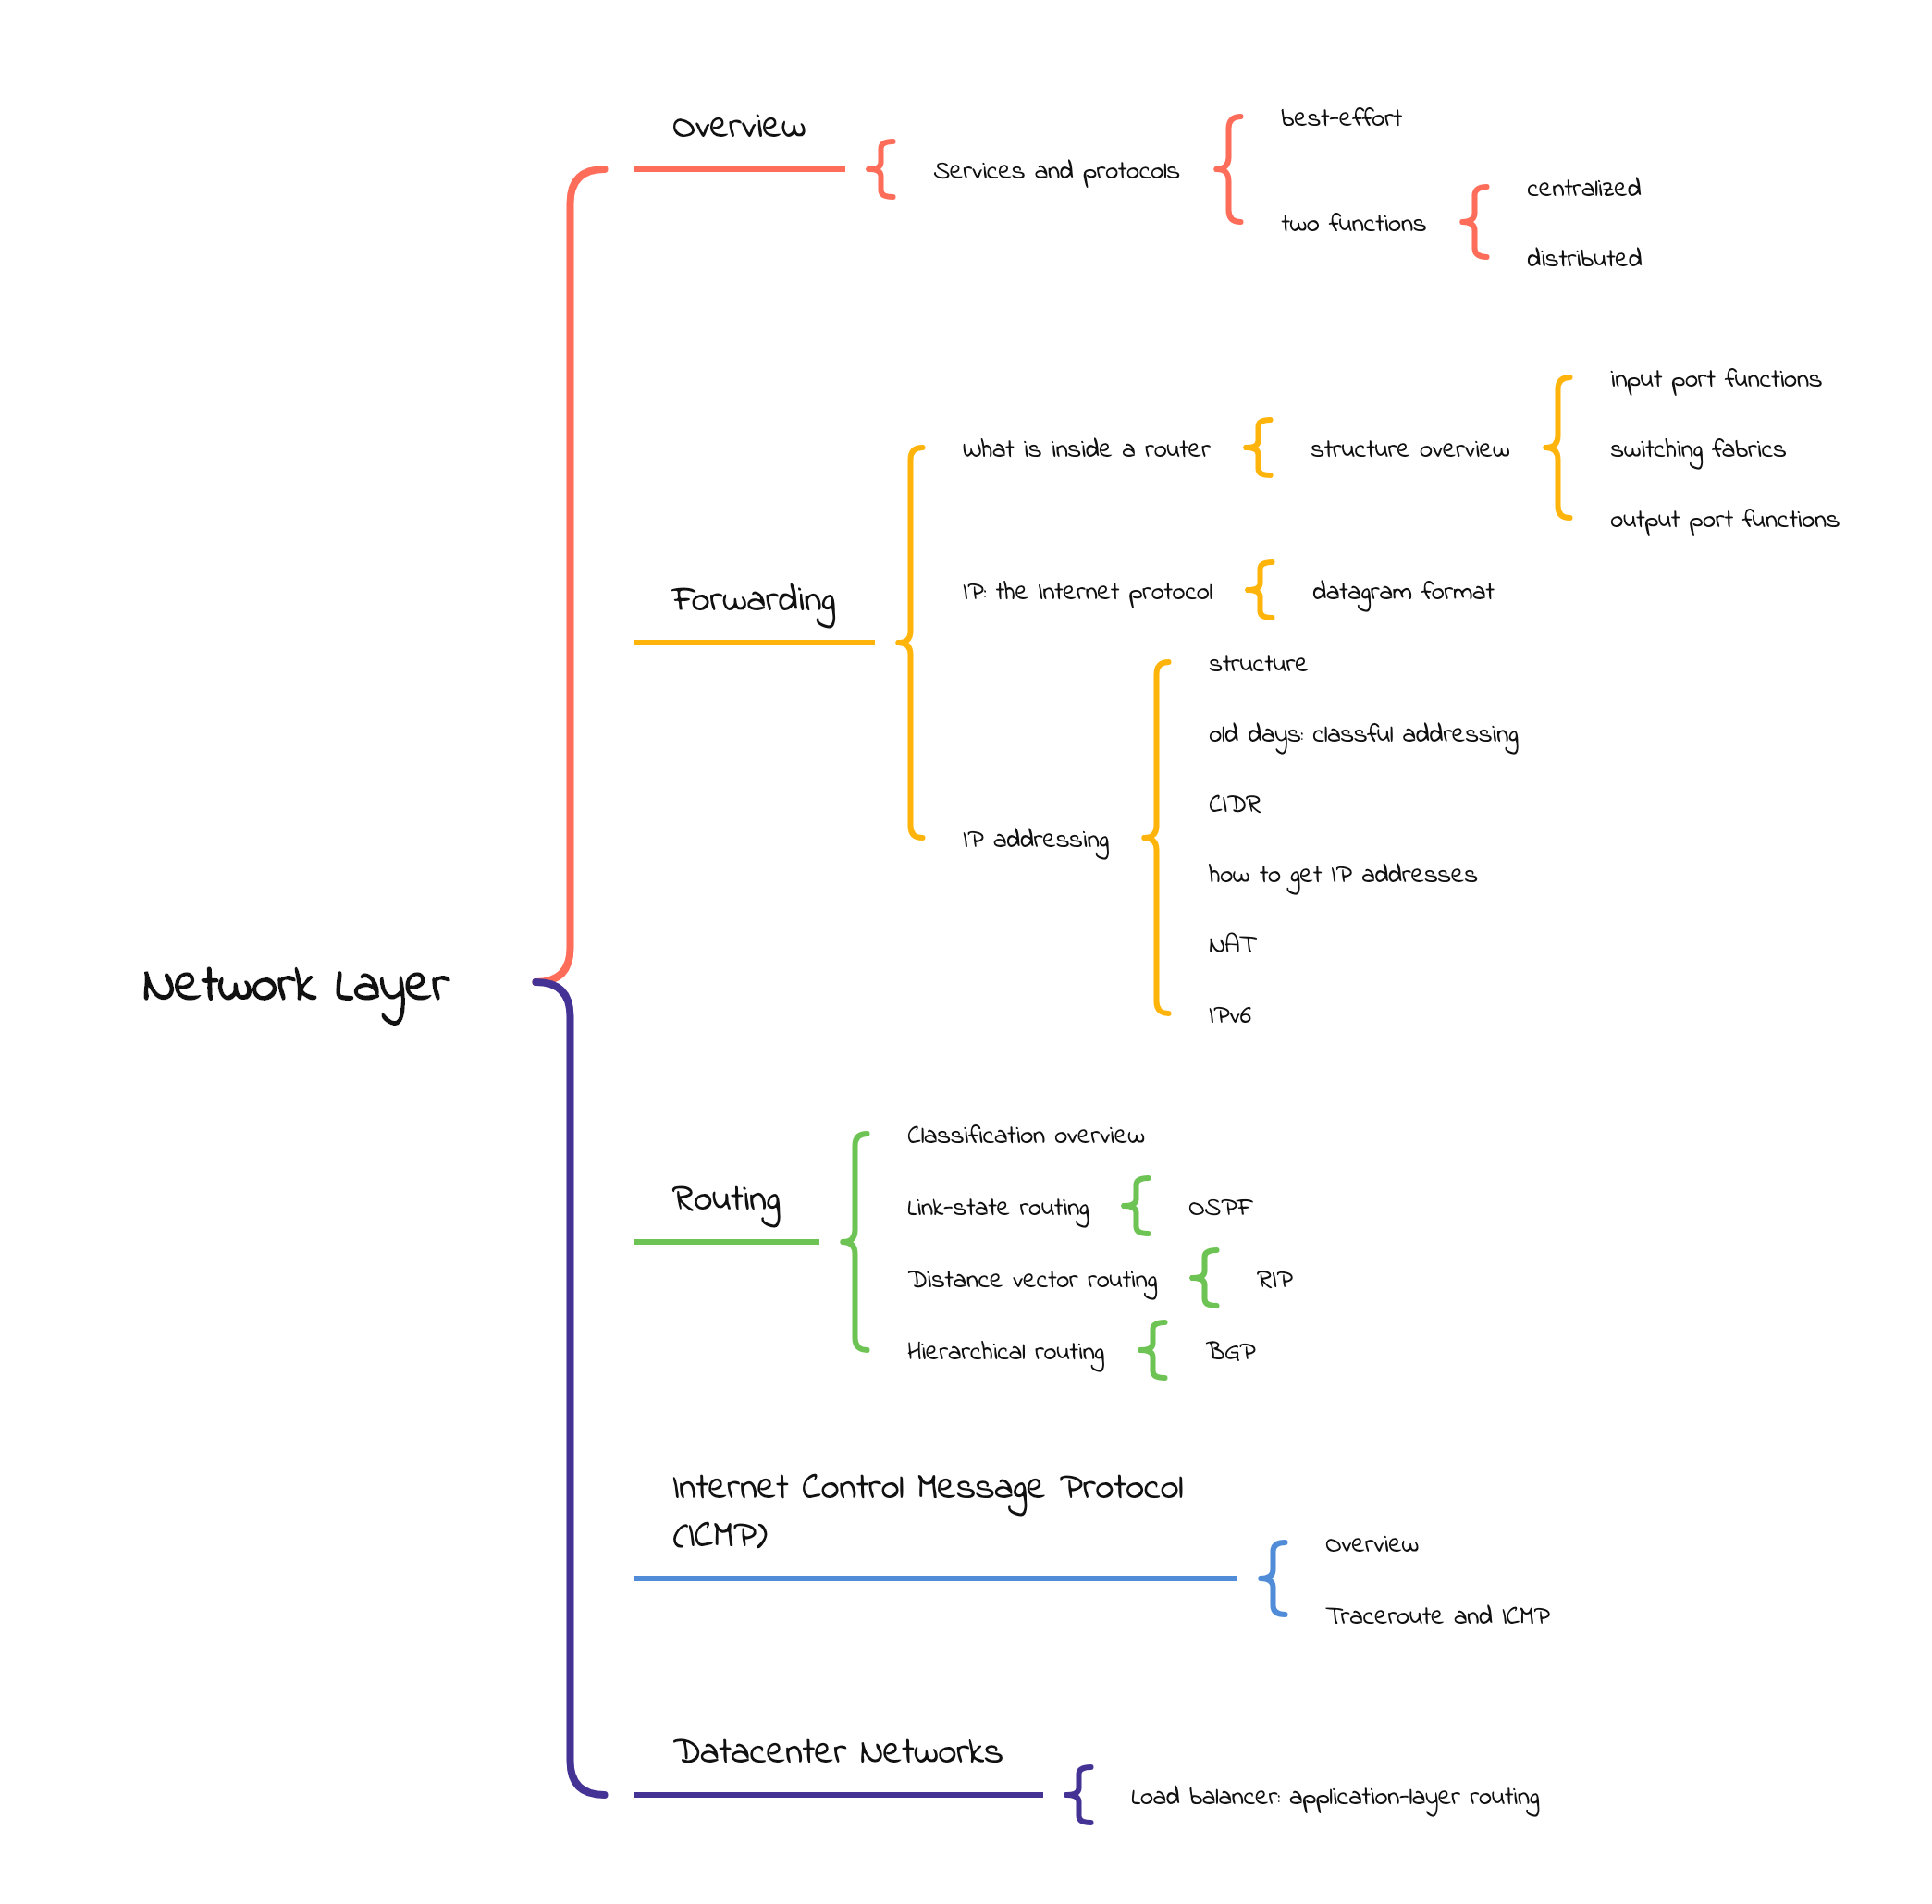 Overview
Services and protocols
best-effort
two functions
centralized
distributed
Forwarding
What is inside a router
structure overview
input port functions
switching fabrics
output port functions
IP: the Internet protocol
datagram format
IP addressing
structure
old days: classful addressing
CIDR
how to get IP addresses
NAT
IPv6
Network Layer
Routing
Classification overview
Link-state routing
OSPF
Distance vector routing
RIP
Hierarchical routing
BGP
Internet Control Message Protocol
(ICMP)
Overview
Traceroute and ICMP
Datacenter Networks
Load balancer: application-layer routing